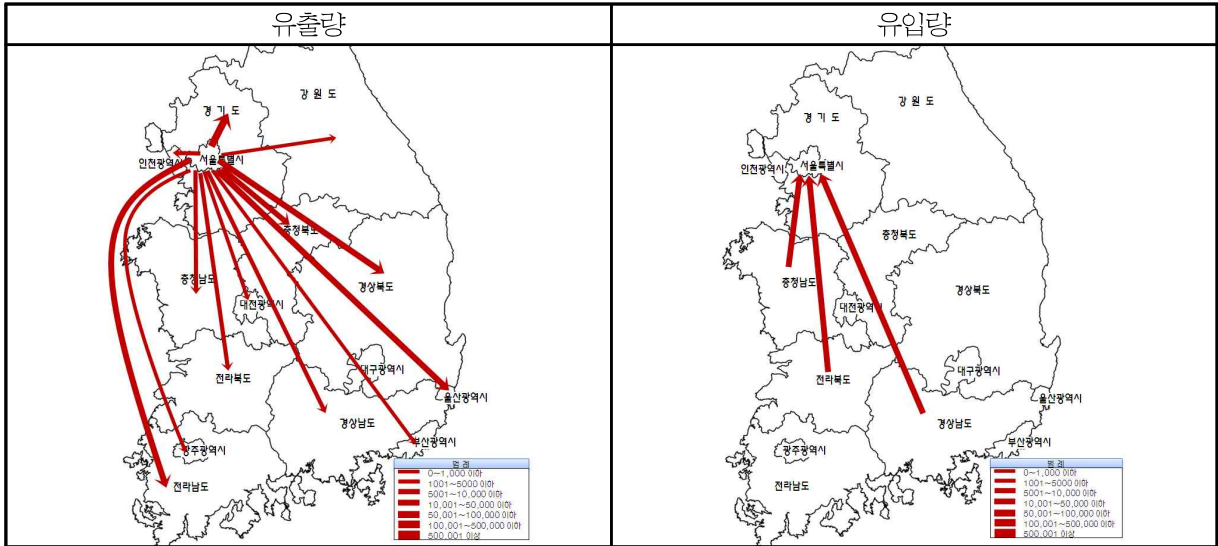 유출량
강 원 도
경 기 도
인천광역시
서울특별시
충청북도
충청남도
경상북도
대전광역시
대구광역시
전라북도
울산광역시
경상남도
부산광역시
광주광역시
전라남도
범 례
0~1,000 이하
1001~5000 이하
5001~10,000 이하
10,001~50,000 이하
50,001~100,000 이하
100,001~500,000 이하
500,001 이상
유입량
강 원 도
경 기 도
인천광역시
서울특별시
충청북도
충청남도
경상북도
대전광역시
대구광역시
전라북도
울산광역시
경상남도
부산광역시
광주광역시
전라남도
범 례
0~1,000 이하
1001~5000 이하
5001~10,000 이하
10,001~50,000 이하
50,001~100,000 이하
100,001~500,000 이하
500,001 이상